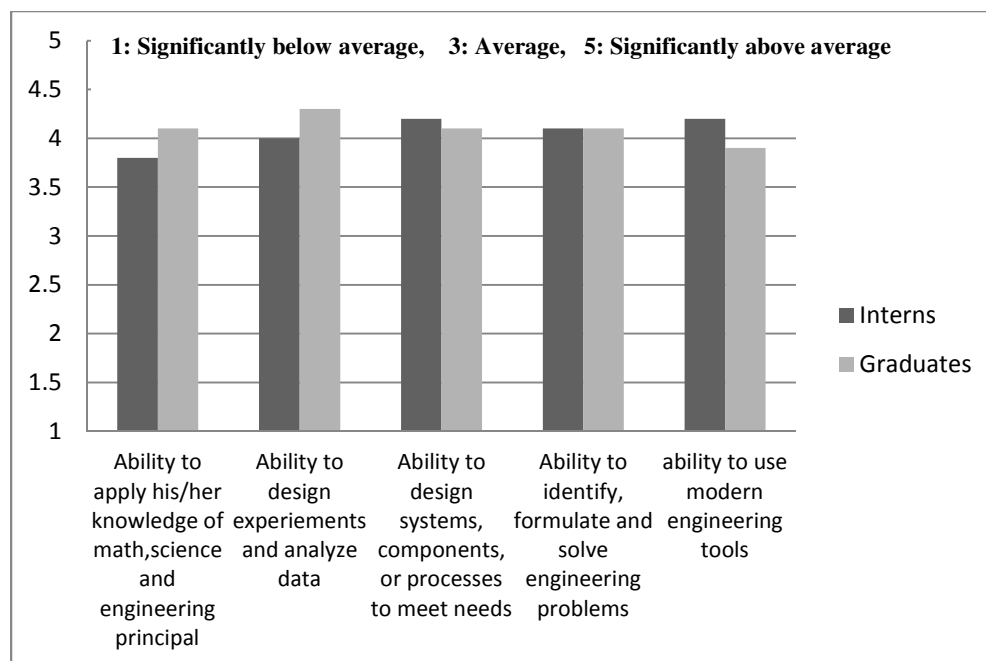 1: Significantly below average, 3: Average, 5: Significantly above average
5
4.5
4
3.5
3
2.5
2
1.5
1
Interns
Graduates
Ability to
apply his/her
knowledge of
math,science
and
engineering
principal
Ability to
design
experiements
and analyze
data
Ability to
design
systems,
components,
or processes
to meet needs
Ability to
identify,
formulate and
solve
engineering
problems
ability to use
modern
engineering
tools